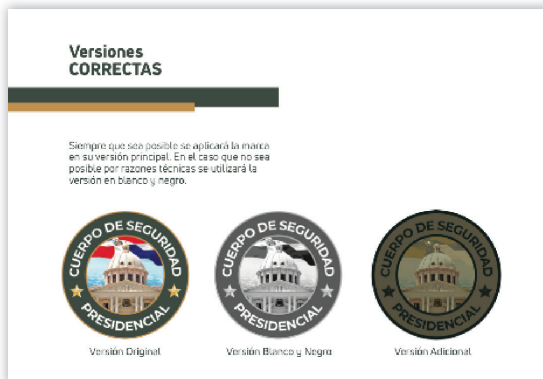 Versiones
CORRECTAS
Siempre que sea posible se aplicará la marca
en su versión principal. En el caso que no sea
posible por razones técnicas se utilizará la
versión en blanco y negro.
CUERPO DE SEGURIDAD
PRESIDENCIAL
CUERPO DE SEGURIDAD
PRESIDENCIAL
CUERPO DE SEGURIDAD
PRESIDENCIAL
Versión Original
Versión Blanco y Negro
Versión Adicional